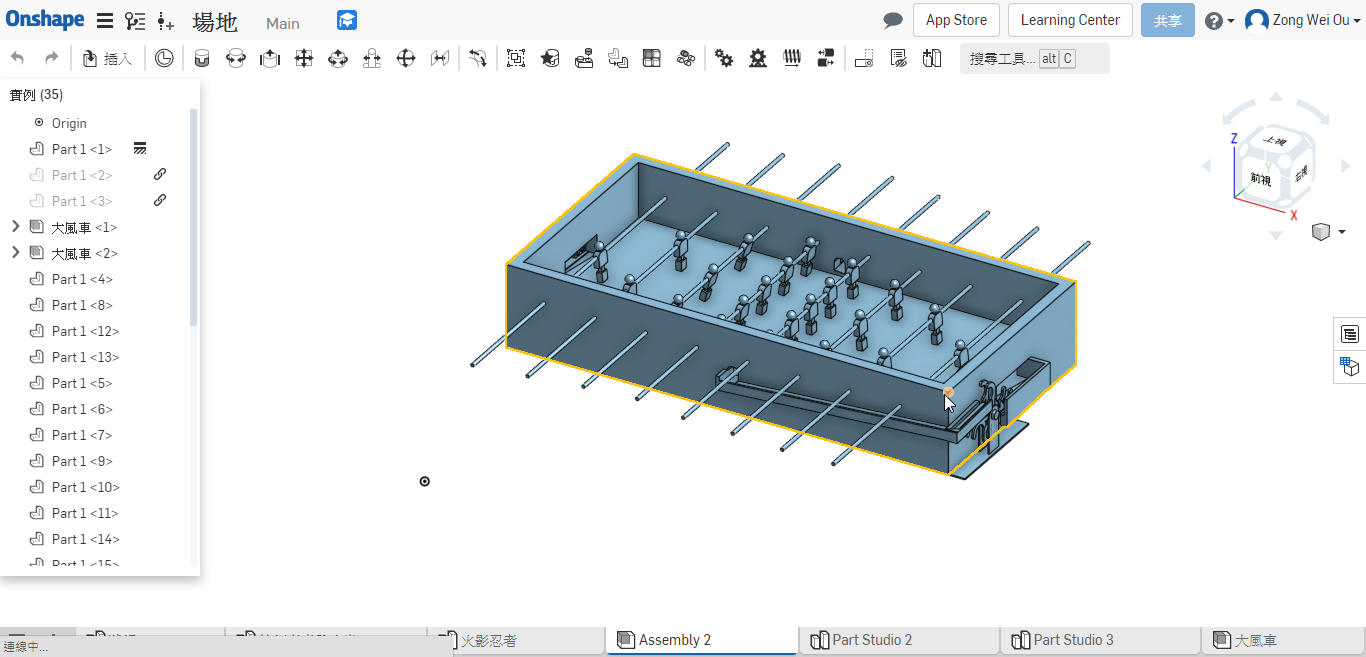 Onshape 場地 Main App Store Learning Center 共享 Zong Wei Ou
插入 搜尋工具... alt C
實例 (35)
Origin
Part 1 <1>
Part 1 <2>
Part 1 <3>
大風車 <1>
大風車 <2>
Part 1 <4>
Part 1 <8>
Part 1 <12>
Part 1 <13>
Part 1 <5>
Part 1 <6>
Part 1 <7>
Part 1 <9>
Part 1 <10>
Part 1 <11>
Part 1 <14>
Part 1 <15>
Z
上視
Y
前視
右視
X
火影忍者 Assembly 2 Part Studio 2 Part Studio 3 大風車
連線中...